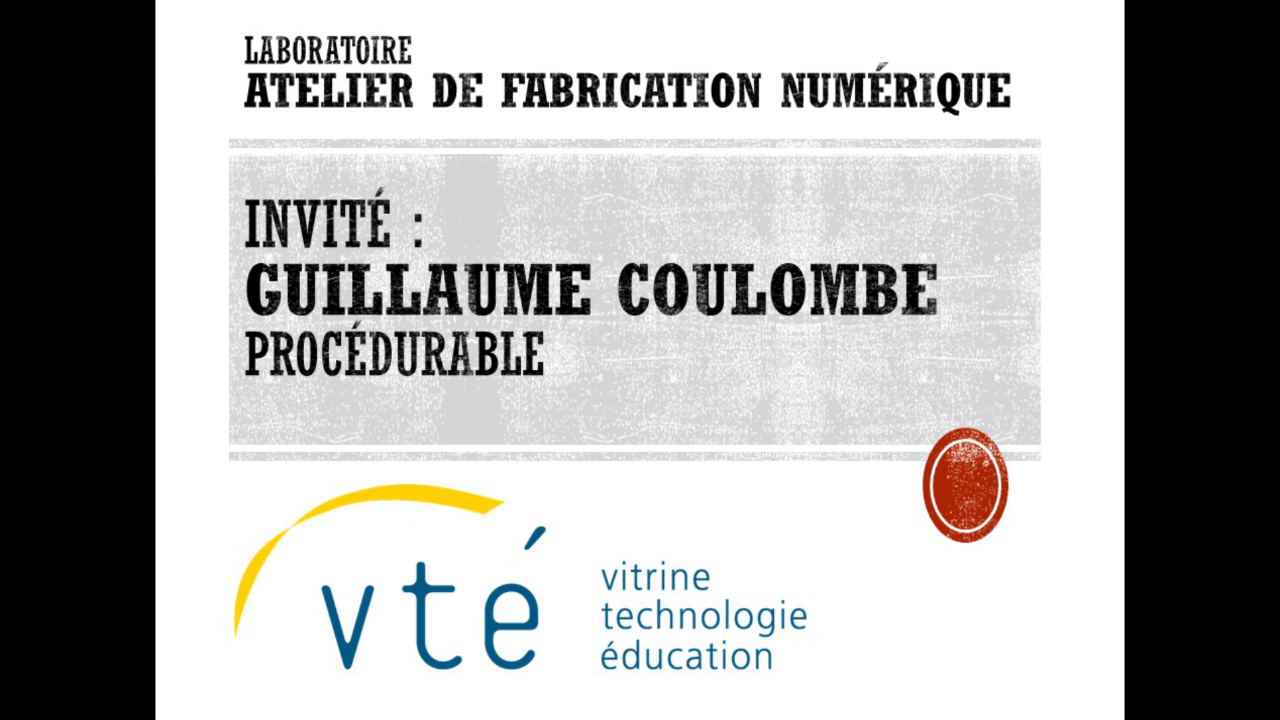 LABORATOIRE
ATELIER DE FABRICATION NUMÉRIQUE
INVITÉ :
GUILLAUME COULOMBE
PROCÉDURABLE
vté
vitrine
technologie
éducation